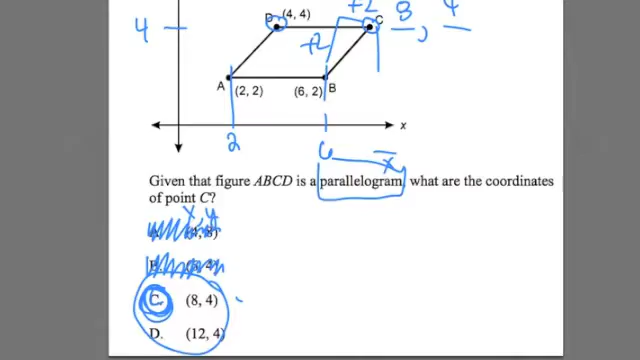 +2
8, 4
D (4, 4)
C
4
+2
A (2, 2) (6, 2) B
x
2
6
x
Given that figure ABCD is a parallelogram, what are the coordinates
of point C?
x, y
A. (4, 8)
B.
C. (8, 4)
D. (12, 4)